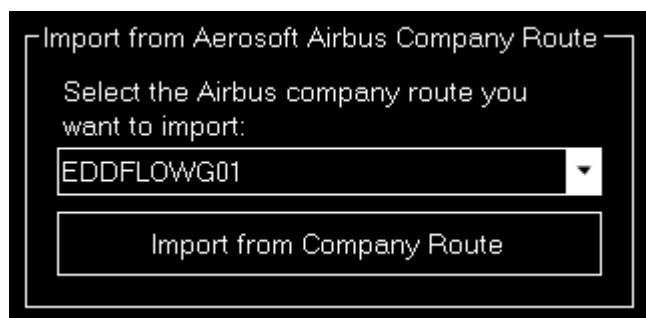 Import from Aerosoft Airbus Company Route
Select the Airbus company route you
want to import:
EDDFLOWG01
Import from Company Route